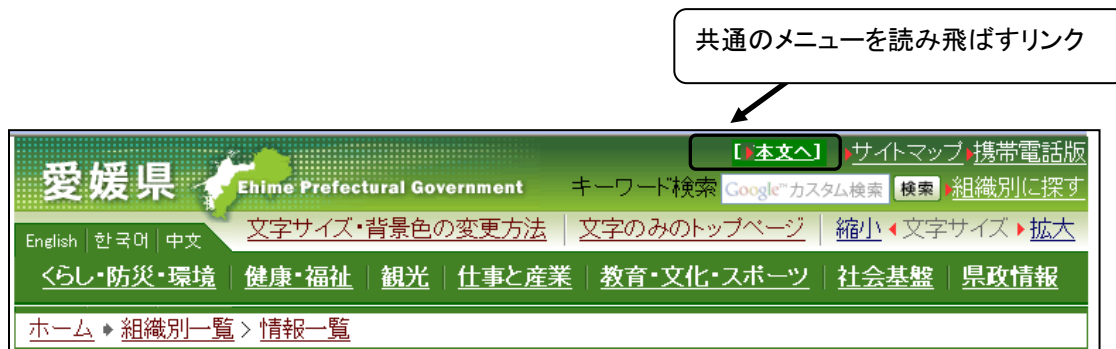 共通のメニューを読み飛ばすリンク
[本文へ] サイトマップ 携帯電話版
愛媛県 Ehime Prefectural Government キーワード検索 Google™カスタム検索 検索 組織別に探す
English 한국어 中文 文字サイズ・背景色の変更方法 文字のみのトップページ 縮小 文字サイズ 拡大
くらし・防災・環境 健康・福祉 観光 仕事と産業 教育・文化・スポーツ 社会基盤 県政情報
ホーム 組織別一覧 > 情報一覧